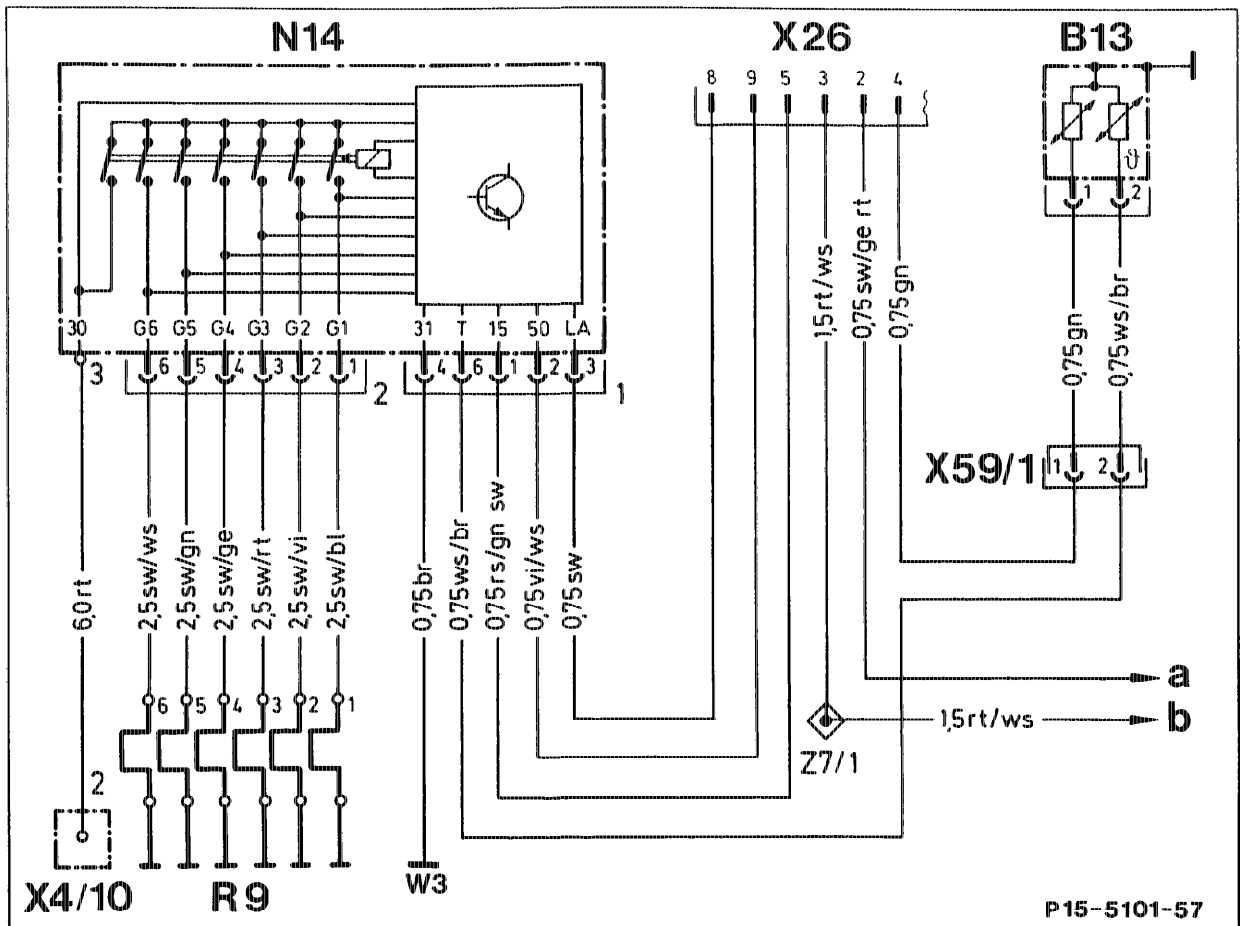 N14 X26 B13
8 9 5 3 2 4
ϑ
1 2
30 G6 G5 G4 G3 G2 G1 31 T 15 50 LA
3 6 5 4 3 2 1 2 4 6 1 2 3 1
1,5rt/ws
0,75sw/ge rt
0,75gn
0,75gn
0,75ws/br
X59/1 1 2
6,0rt
2,5sw/ws
2,5sw/gn
2,5sw/ge
2,5sw/rt
2,5sw/vi
2,5sw/bl
0,75br
0,75ws/br
0,75rs/gn sw
0,75vi/ws
0,75sw
6 5 4 3 2 1
a
1,5rt/ws b
Z7/1
2
X4/10 R9 W3
P15-5101-57